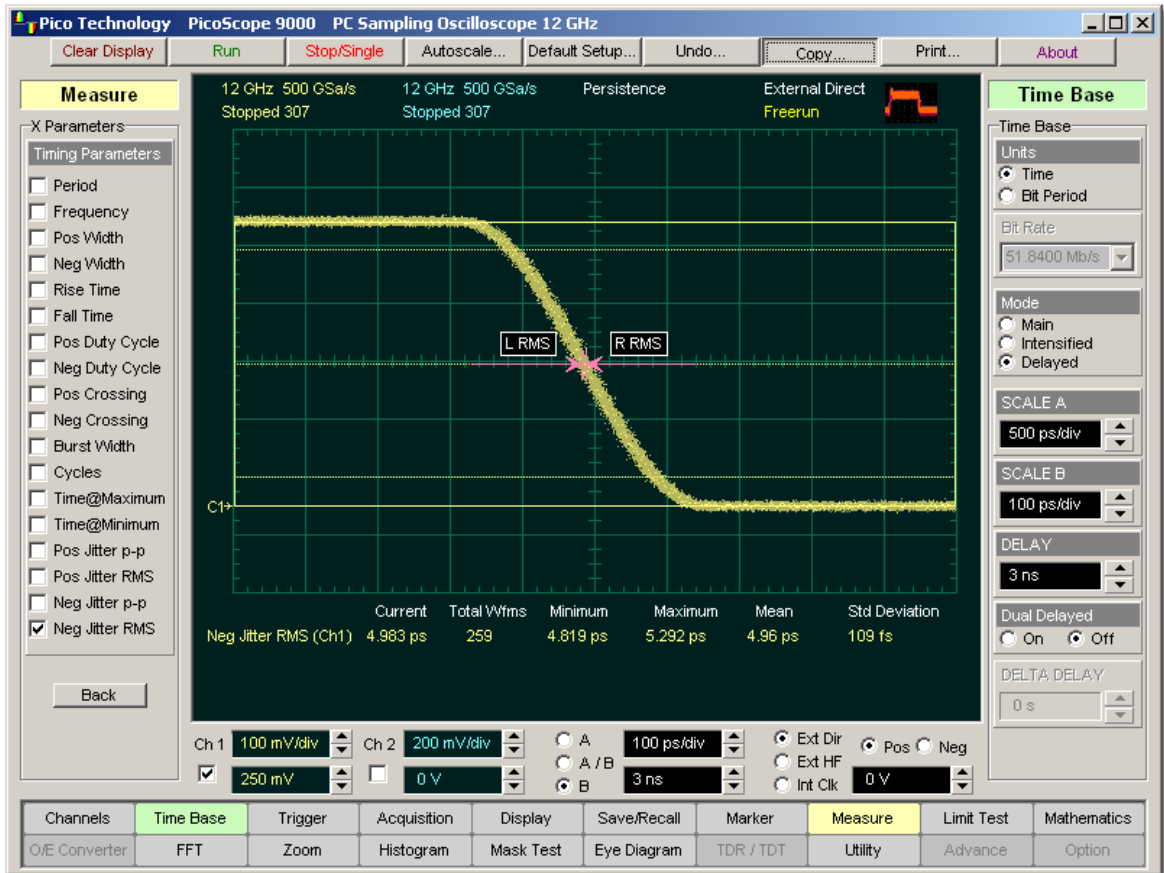 Pico Technology PicoScope 9000 PC Sampling Oscilloscope 12 GHz
Clear Display Run Stop/Single Autoscale... Default Setup... Undo... Copy... Print... About
Measure
X Parameters
Timing Parameters
Period
Frequency
Pos Width
Neg Width
Rise Time
Fall Time
Pos Duty Cycle
Neg Duty Cycle
Pos Crossing
Neg Crossing
Burst Width
Cycles
Time@Maximum
Time@Minimum
Pos Jitter p-p
Pos Jitter RMS
Neg Jitter p-p
Neg Jitter RMS
Back
12 GHz 500 GSa/s 12 GHz 500 GSa/s Persistence External Direct
Stopped 307 Stopped 307 Freerun
L RMS R RMS
C1
Current Total Wfms Minimum Maximum Mean Std Deviation
Neg Jitter RMS (Ch1) 4.983 ps 259 4.819 ps 5.292 ps 4.96 ps 109 fs
Time Base
Time Base
Units
Time
Bit Period
Bit Rate
51.8400 Mb/s
Mode
Main
Intensified
Delayed
SCALE A
500 ps/div
SCALE B
100 ps/div
DELAY
3 ns
Dual Delayed
On Off
DELTA DELAY
0 s
Ch 1 100 mV/div Ch 2 200 mV/div A 100 ps/div Ext Dir Pos Neg
A / B Ext HF
250 mV 0 V B 3 ns Int Clk 0 V
Channels Time Base Trigger Acquisition Display Save/Recall Marker Measure Limit Test Mathematics
O/E Converter FFT Zoom Histogram Mask Test Eye Diagram TDR / TDT Utility Advance Option